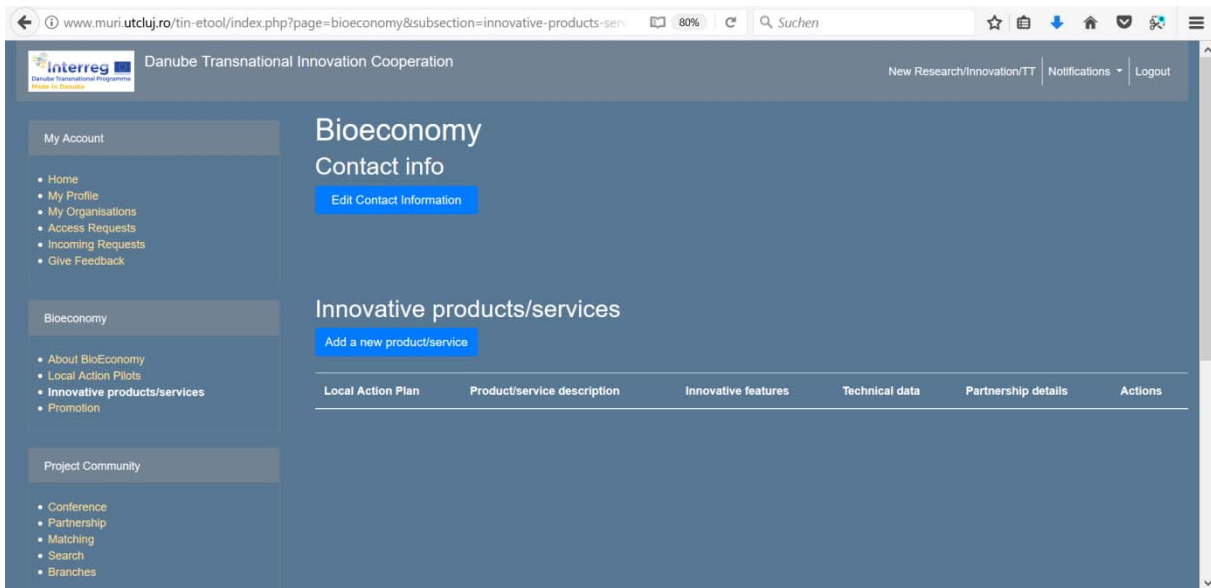 www.muri.utcluj.ro/tin-etool/index.php?page=bioeconomy&subsection=innovative-products-serv
80%
Suchen
Interreg
Danube Transnational Programme
Made in Danube
Danube Transnational Innovation Cooperation
New Research/Innovation/TT
Notifications
Logout
My Account
Home
My Profile
My Organisations
Access Requests
Incoming Requests
Give Feedback
Bioeconomy
About BioEconomy
Local Action Pilots
Innovative products/services
Promotion
Project Community
Conference
Partnership
Matching
Search
Branches
Bioeconomy
Contact info
Edit Contact Information
Innovative products/services
Add a new product/service
Local Action Plan Product/service description Innovative features Technical data Partnership details Actions